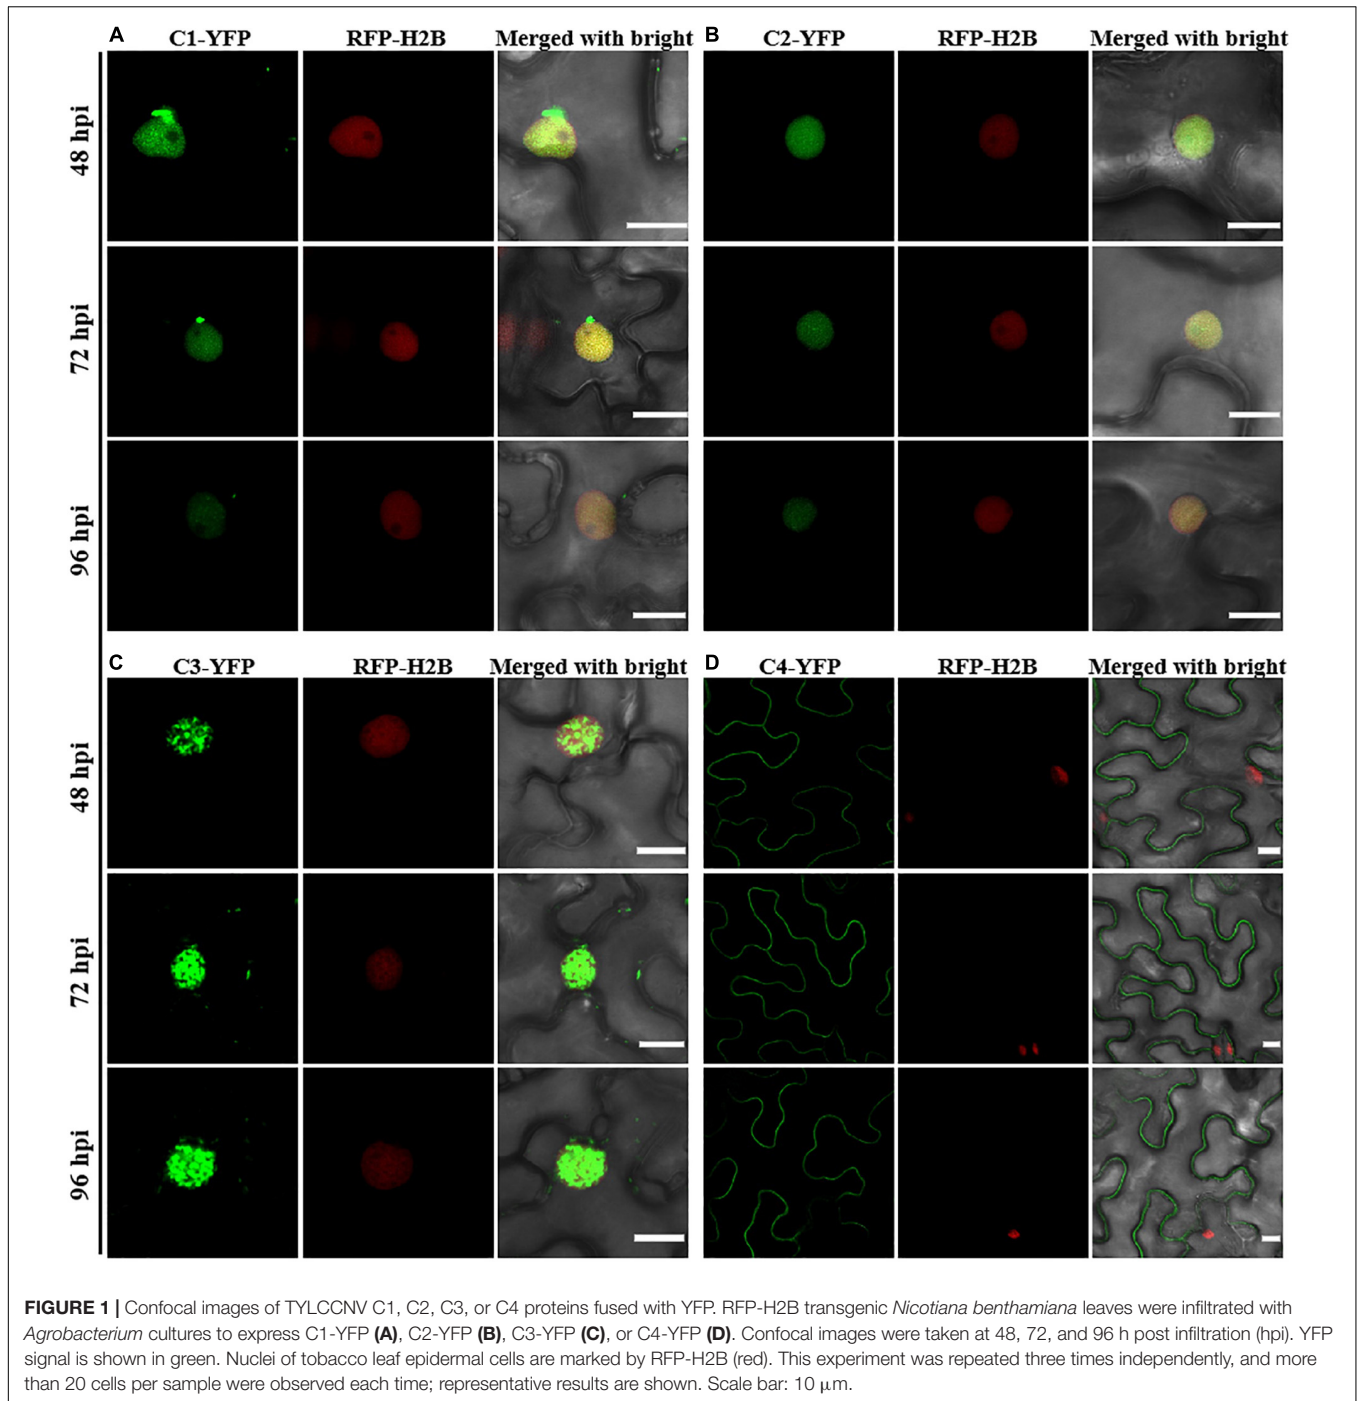 A C1-YFP RFP-H2B Merged with bright B C2-YFP RFP-H2B Merged with bright
48 hpi
72 hpi
96 hpi
C C3-YFP RFP-H2B Merged with bright D C4-YFP RFP-H2B Merged with bright
48 hpi
72 hpi
96 hpi
FIGURE 1 | Confocal images of TYLCCNV C1, C2, C3, or C4 proteins fused with YFP. RFP-H2B transgenic Nicotiana benthamiana leaves were infiltrated with
Agrobacterium cultures to express C1-YFP (A), C2-YFP (B), C3-YFP (C), or C4-YFP (D). Confocal images were taken at 48, 72, and 96 h post infiltration (hpi). YFP
signal is shown in green. Nuclei of tobacco leaf epidermal cells are marked by RFP-H2B (red). This experiment was repeated three times independently, and more
than 20 cells per sample were observed each time; representative results are shown. Scale bar: 10 μm.